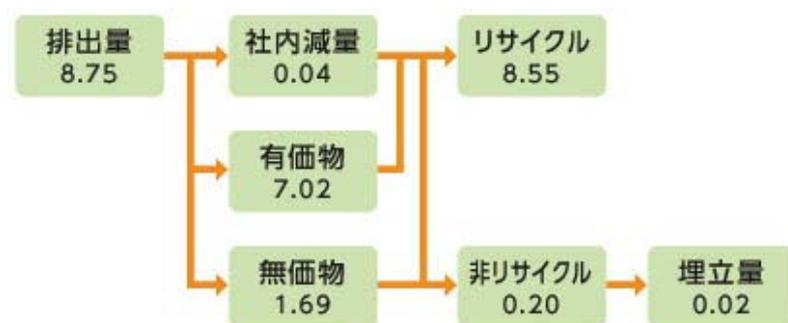 排出量
8.75
社内減量
0.04
リサイクル
8.55
有価物
7.02
無価物
1.69
非リサイクル
0.20
埋立量
0.02